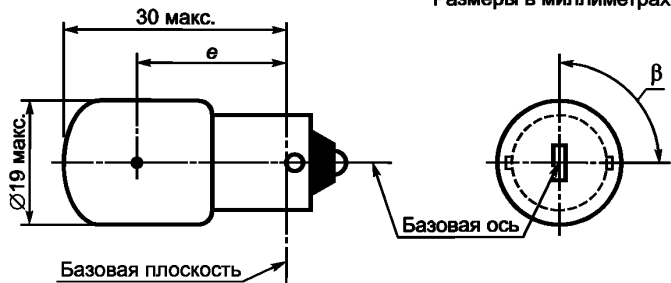 Размеры в миллиметрах
30 макс.
e
β
Ø19 макс.
Базовая ось
Базовая плоскость